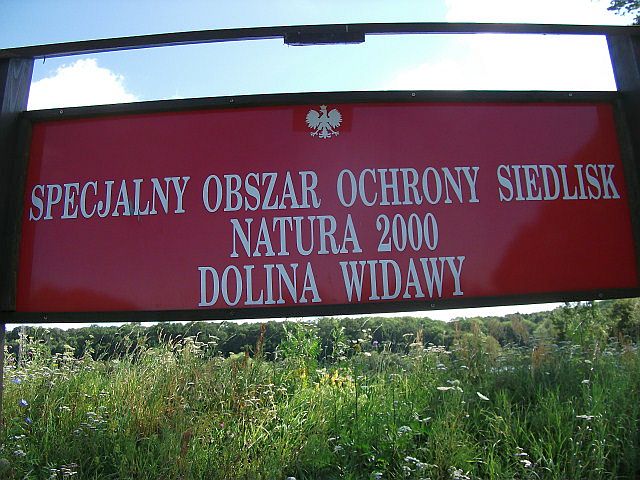 SPECJALNY OBSZAR OCHRONY SIEDLISK
NATURA 2000
DOLINA WIDAWY